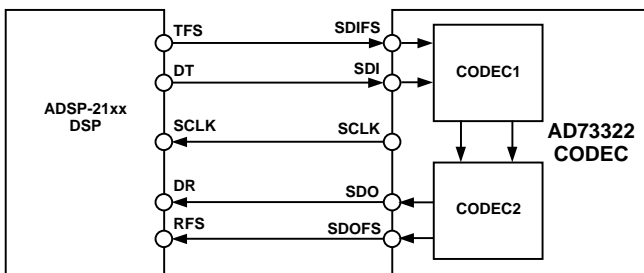 TFS SDIFS
DT SDI
CODEC1
ADSP-21xx
DSP
SCLK SCLK
AD73322
CODEC
DR SDO
CODEC2
RFS SDOFS